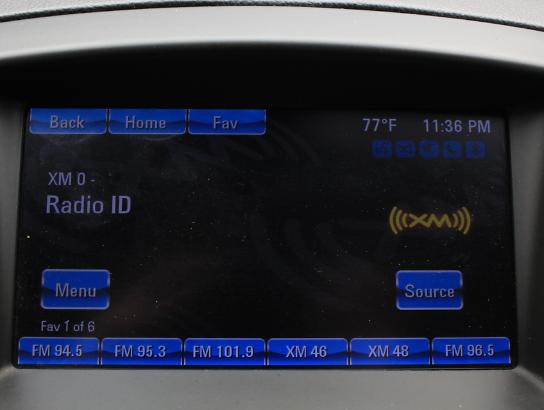 Back Home Fav 77°F 11:36 PM
XM 0 -
Radio ID
((XM))
Menu Source
Fav 1 of 6
FM 94.5 FM 95.3 FM 101.9 XM 46 XM 48 FM 96.5